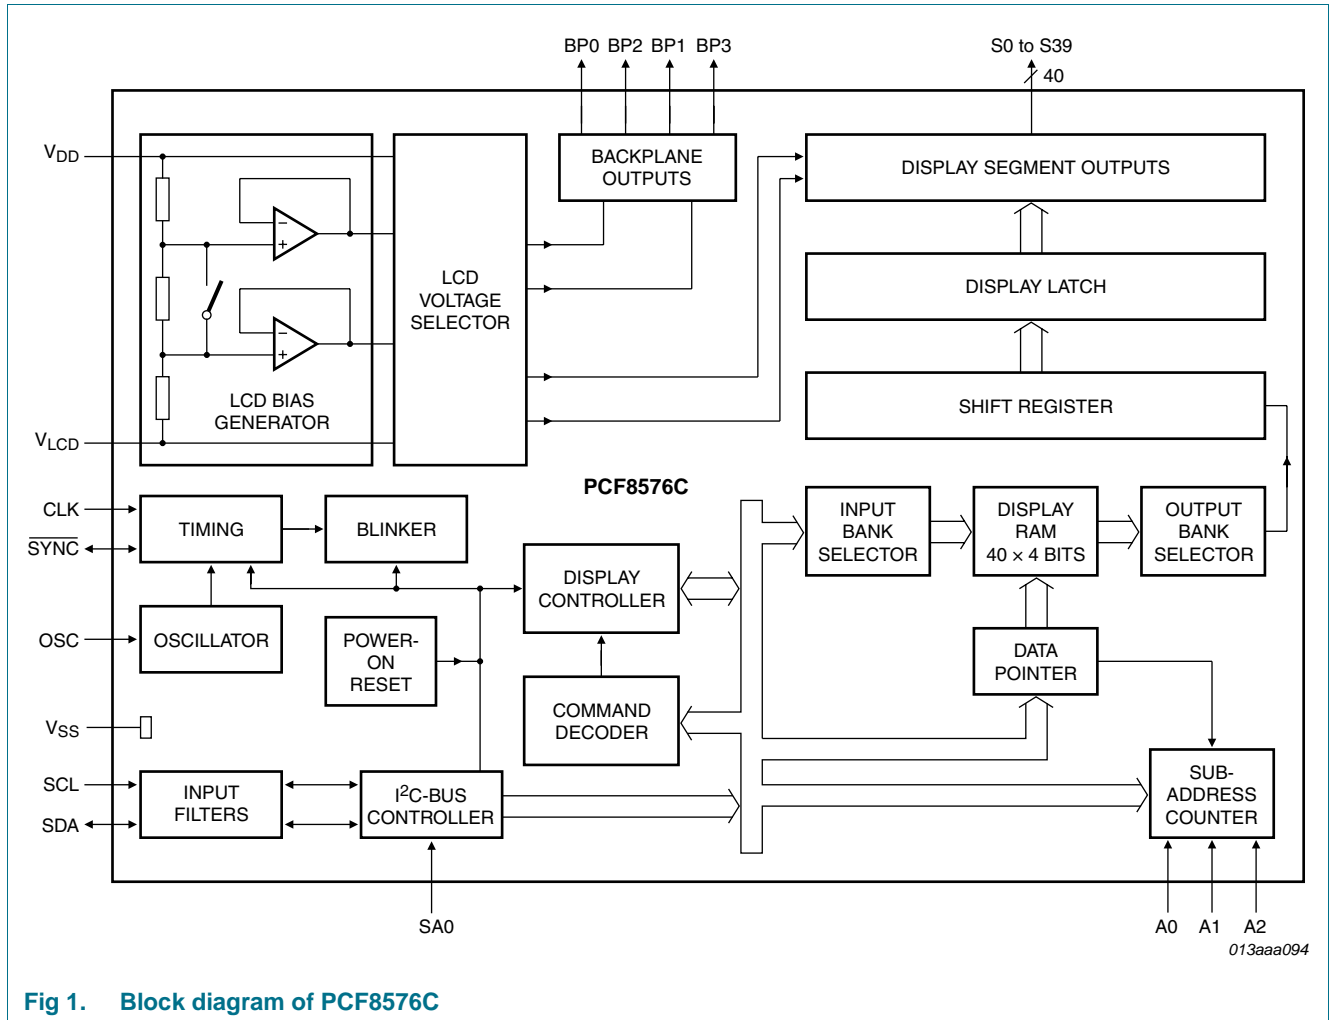 BP0 BP2 BP1 BP3
S0 to S39
40
VDD
BACKPLANE
OUTPUTS
DISPLAY SEGMENT OUTPUTS
−
+
LCD
VOLTAGE
SELECTOR
DISPLAY LATCH
−
+
LCD BIAS
GENERATOR
SHIFT REGISTER
VLCD
PCF8576C
CLK
SYNC
TIMING
BLINKER
INPUT
BANK
SELECTOR
DISPLAY
RAM
40 × 4 BITS
OUTPUT
BANK
SELECTOR
DISPLAY
CONTROLLER
OSC
OSCILLATOR
POWER-
ON
RESET
DATA
POINTER
COMMAND
DECODER
VSS
SCL
SDA
INPUT
FILTERS
I²C-BUS
CONTROLLER
SUB-
ADDRESS
COUNTER
SA0
A0 A1 A2
013aaa094
Fig 1. Block diagram of PCF8576C